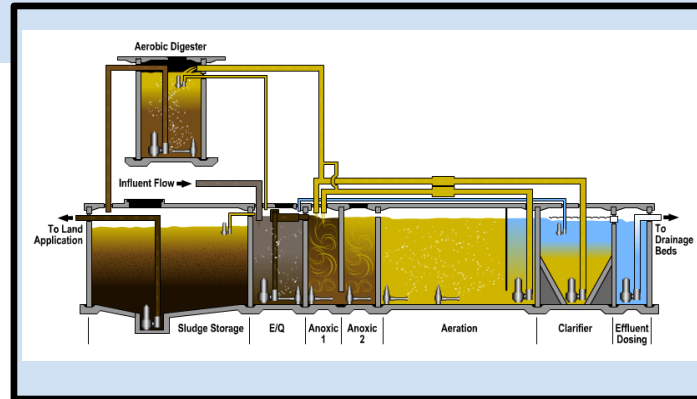 Aerobic Digester
Influent Flow
To Land
Application
To
Drainage
Beds
Sludge Storage
E/Q
Anoxic
1
Anoxic
2
Aeration
Clarifier
Effluent
Dosing